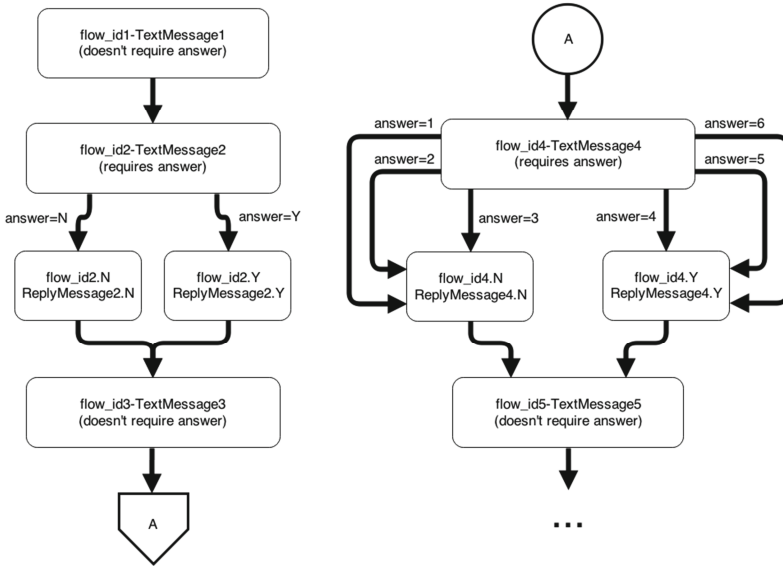 flow_id1-TextMessage1
(doesn't require answer)
flow_id2-TextMessage2
(requires answer)
answer=N
answer=Y
flow_id2.N
ReplyMessage2.N
flow_id2.Y
ReplyMessage2.Y
flow_id3-TextMessage3
(doesn't require answer)
A
A
answer=1
answer=6
flow_id4-TextMessage4
(requires answer)
answer=2
answer=5
answer=3
answer=4
flow_id4.N
ReplyMessage4.N
flow_id4.Y
ReplyMessage4.Y
flow_id5-TextMessage5
(doesn't require answer)
...